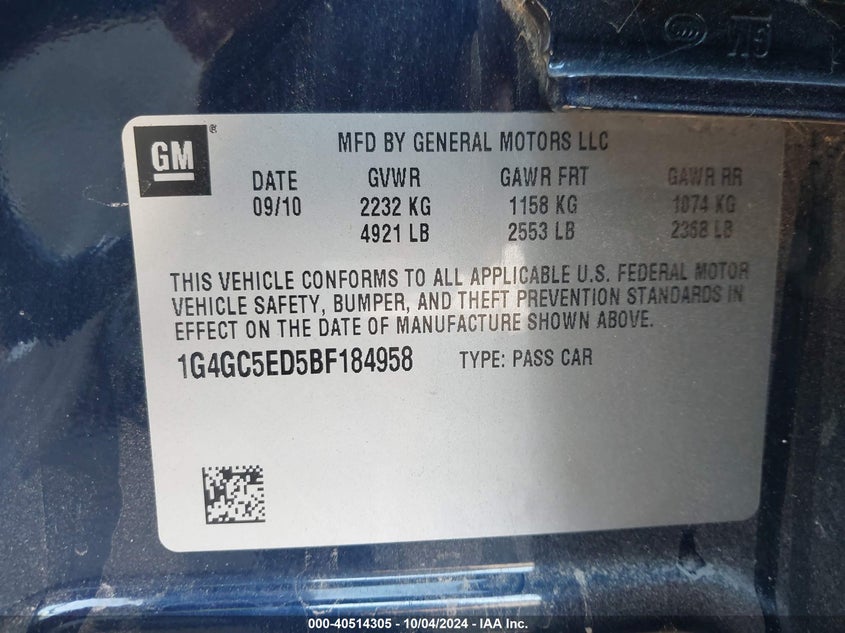 GM
GM ®
MFD BY GENERAL MOTORS LLC
DATE GVWR GAWR FRT GAWR RR
09/10 2232 KG 1158 KG 1074 KG
4921 LB 2553 LB 2368 LB
THIS VEHICLE CONFORMS TO ALL APPLICABLE U.S. FEDERAL MOTOR
VEHICLE SAFETY, BUMPER, AND THEFT PREVENTION STANDARDS IN
EFFECT ON THE DATE OF MANUFACTURE SHOWN ABOVE.
1G4GC5ED5BF184958 TYPE: PASS CAR
000-40514305 - 10/04/2024 - IAA Inc.